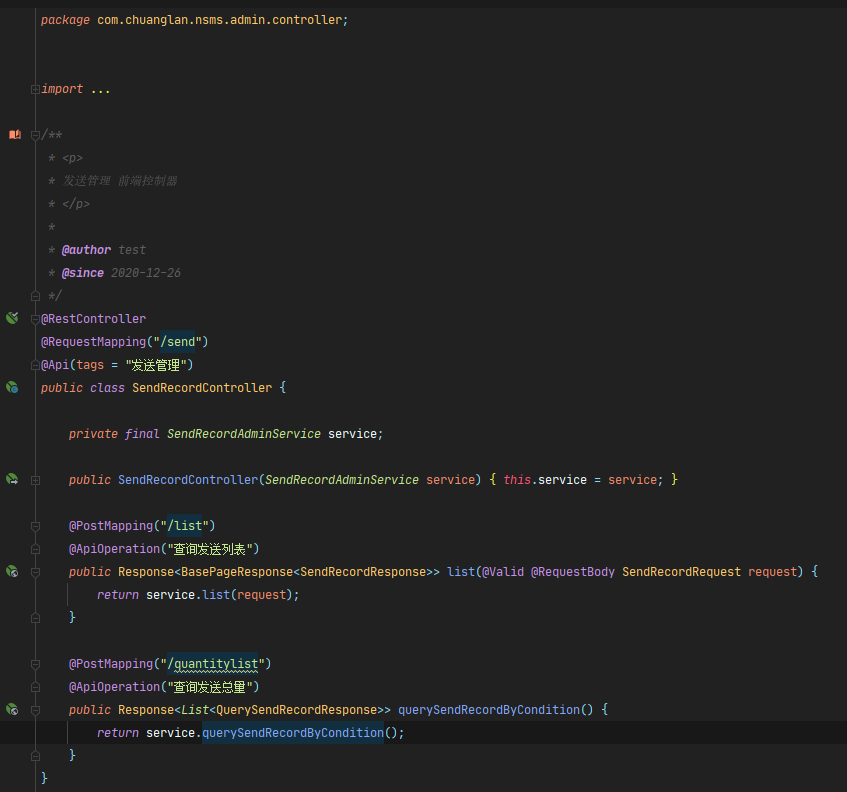 package com.chuanglan.nsms.admin.controller;
import ...
/**
* <p>
* 发送管理 前端控制器
* </p>
*
* @author test
* @since 2020-12-26
*/
@RestController
@RequestMapping("/send")
@Api(tags = "发送管理")
public class SendRecordController {
private final SendRecordAdminService service;
public SendRecordController(SendRecordAdminService service) { this.service = service; }
@PostMapping("/list")
@ApiOperation("查询发送列表")
public Response<BasePageResponse<SendRecordResponse>> list(@Valid @RequestBody SendRecordRequest request) {
return service.list(request);
}
@PostMapping("/quantitylist")
@ApiOperation("查询发送总量")
public Response<List<QuerySendRecordResponse>> querySendRecordByCondition() {
return service.querySendRecordByCondition();
}
}